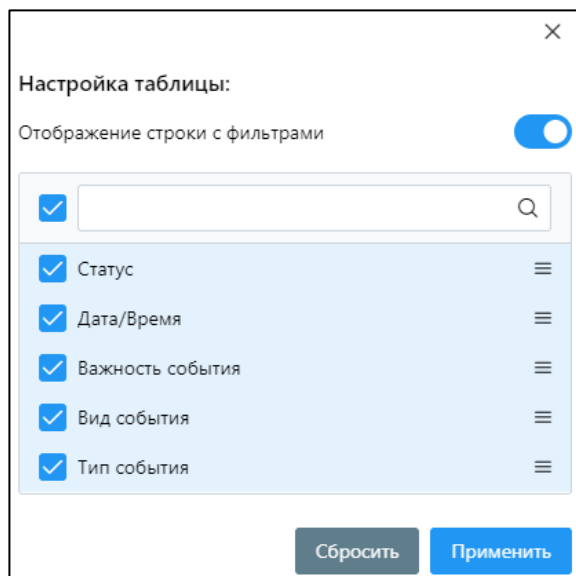 Настройка таблицы:
Отображение строки с фильтрами
Статус
Дата/Время
Важность события
Вид события
Тип события
Сбросить
Применить